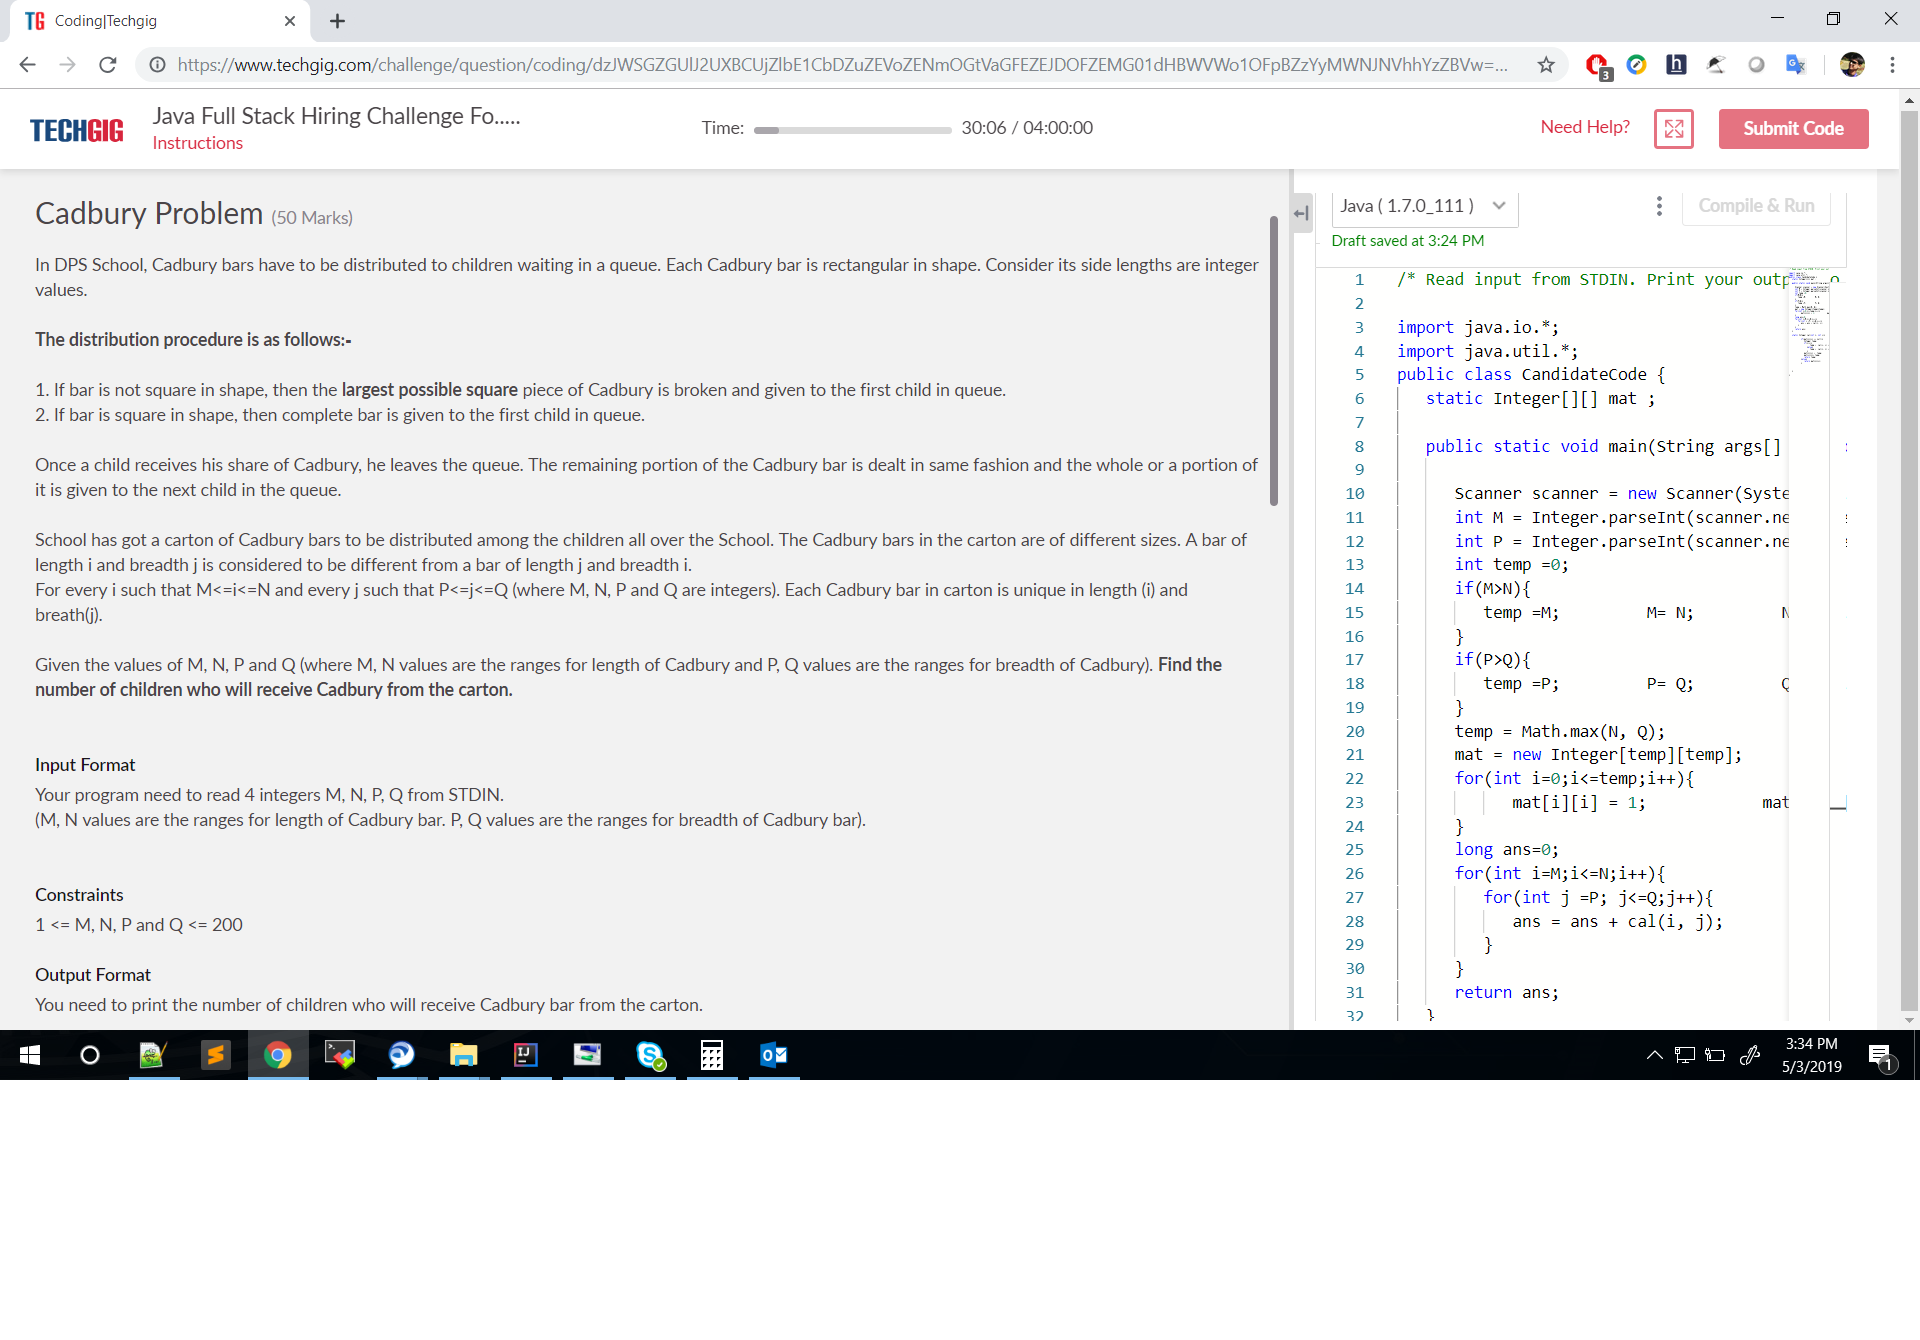 TG Coding|Techgig
https://www.techgig.com/challenge/question/coding/
3
TECHGIG
Java Full Stack Hiring Challenge Fo.....
Instructions
Time: 30:06 / 04:00:00
Need Help?
Submit Code
Cadbury Problem (50 Marks)
In DPS School, Cadbury bars have to be distributed to children waiting in a queue. Each Cadbury bar is rectangular in shape. Consider its side lengths are integer
values.
The distribution procedure is as follows:-
1. If bar is not square in shape, then the largest possible square piece of Cadbury is broken and given to the first child in queue.
2. If bar is square in shape, then complete bar is given to the first child in queue.
Once a child receives his share of Cadbury, he leaves the queue. The remaining portion of the Cadbury bar is dealt in same fashion and the whole or a portion of
it is given to the next child in the queue.
School has got a carton of Cadbury bars to be distributed among the children all over the School. The Cadbury bars in the carton are of different sizes. A bar of
length i and breadth j is considered to be different from a bar of length j and breadth i.
For every i such that M<=i<=N and every j such that P<=j<=Q (where M, N, P and Q are integers). Each Cadbury bar in carton is unique in length (i) and
breath(j).
Given the values of M, N, P and Q (where M, N values are the ranges for length of Cadbury and P, Q values are the ranges for breadth of Cadbury). Find the
number of children who will receive Cadbury from the carton.
Input Format
Your program need to read 4 integers M, N, P, Q from STDIN.
(M, N values are the ranges for length of Cadbury bar. P, Q values are the ranges for breadth of Cadbury bar).
Constraints
1 <= M, N, P and Q <= 200
Output Format
You need to print the number of children who will receive Cadbury bar from the carton.
Java ( 1.7.0_111 )
Compile & Run
Draft saved at 3:24 PM
1 /* Read input from STDIN. Print your outp
2
3 import java.io.*;
4 import java.util.*;
5 public class CandidateCode {
6 static Integer[][] mat ;
7
8 public static void main(String args[]
9
10 Scanner scanner = new Scanner(Syste
11 int M = Integer.parseInt(scanner.ne
12 int P = Integer.parseInt(scanner.ne
13 int temp =0;
14 if(M>N){
15 temp =M; M= N; N
16 }
17 if(P>Q){
18 temp =P; P= Q; Q
19 }
20 temp = Math.max(N, Q);
21 mat = new Integer[temp][temp];
22 for(int i=0;i<=temp;i++){
23 mat[i][i] = 1; mat
24 }
25 long ans=0;
26 for(int i=M;i<=N;i++){
27 for(int j =P; j<=Q;j++){
28 ans = ans + cal(i, j);
29 }
30 }
31 return ans;
32 }
3:34 PM
5/3/2019
1